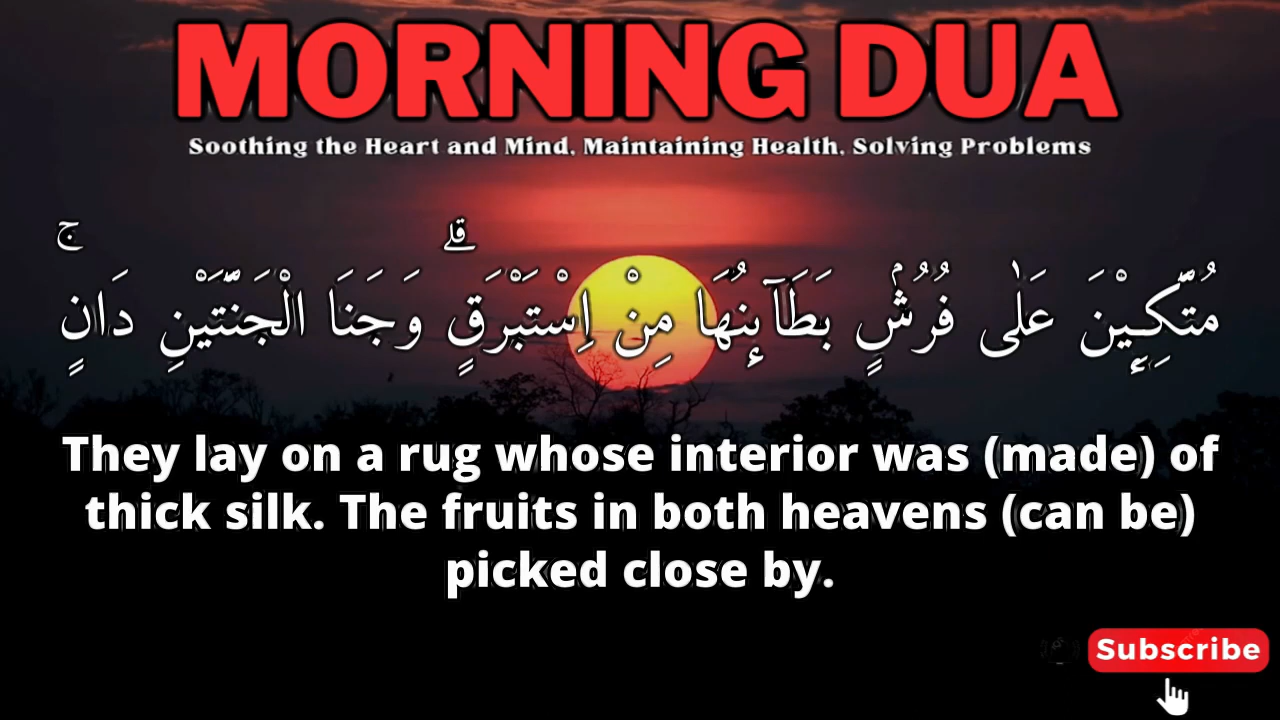 MORNING DUA
Soothing the Heart and Mind, Maintaining Health, Solving Problems
مُتَّكِـِٕيْنَ عَلٰى فُرُشٍۢ بَطَاۤىِٕنُهَا مِنْ اِسْتَبْرَقٍۗ وَجَنَا الْجَنَّتَيْنِ دَانٍۚ
They lay on a rug whose interior was (made) of
thick silk. The fruits in both heavens (can be)
picked close by.
Subscribe